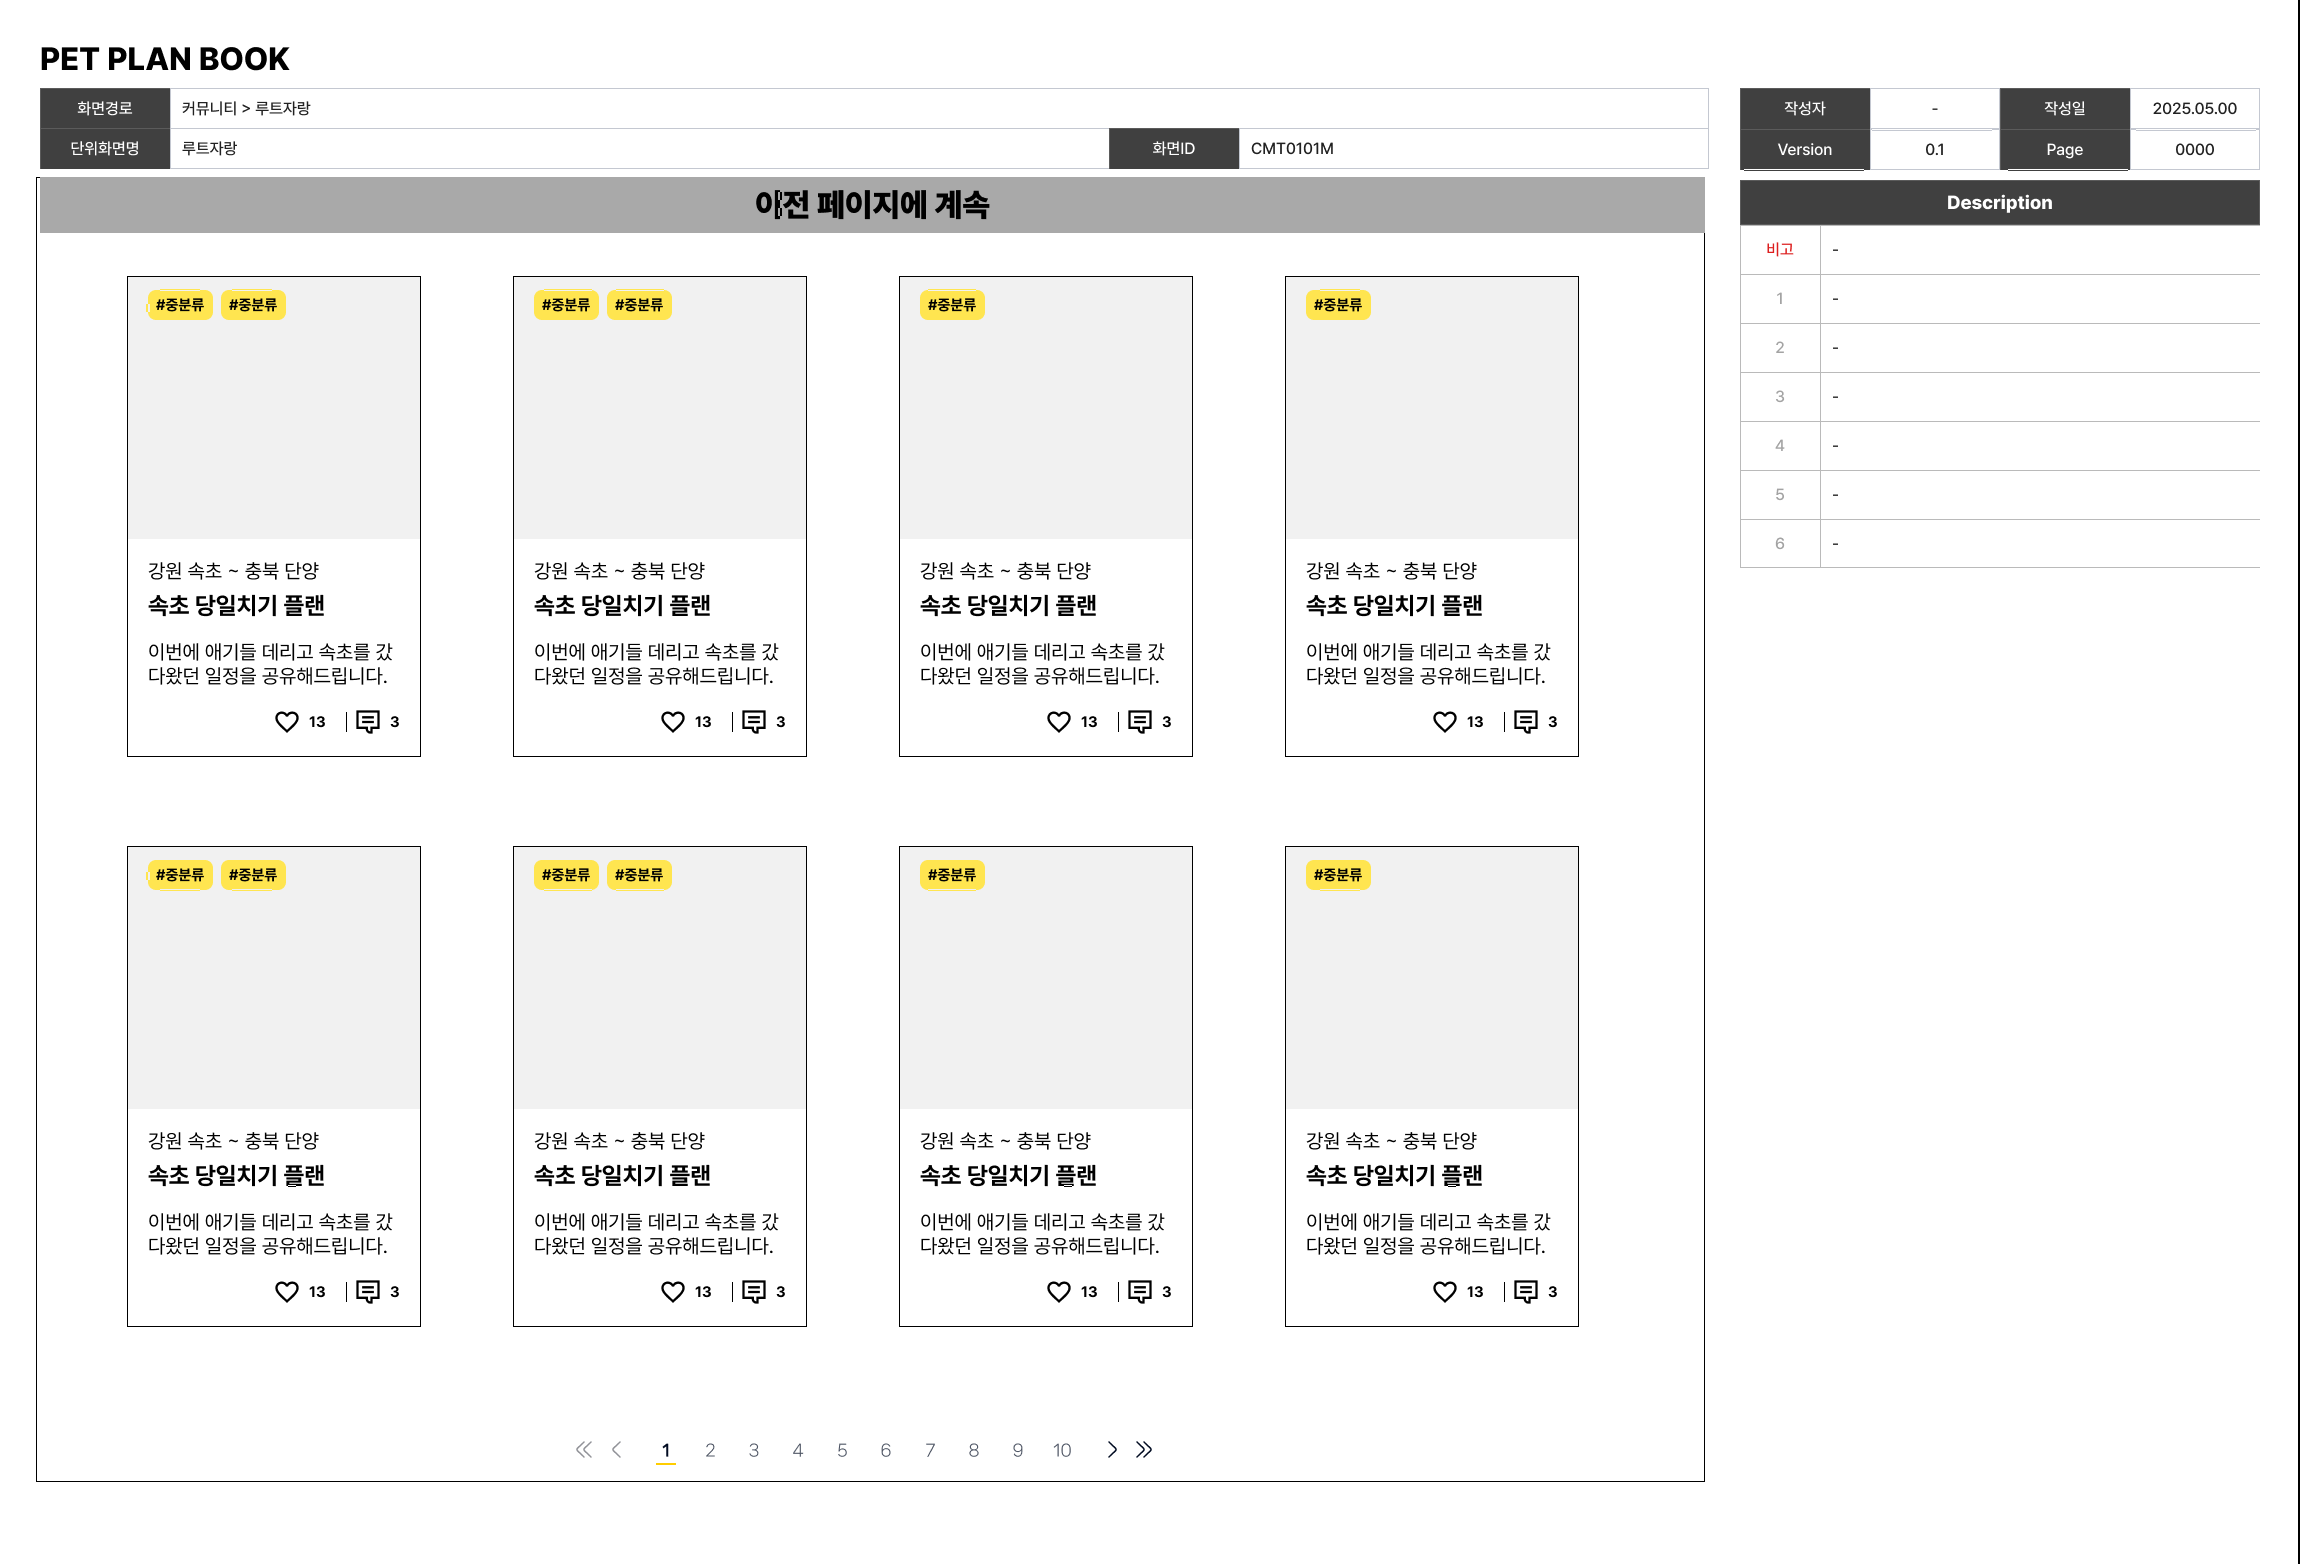 PET PLAN BOOK
화면경로 커뮤니티 > 루트자랑
단위화면명 루트자랑 화면ID CMT0101M
작성자 - 작성일 2025.05.00
Version 0.1 Page 0000
이전 페이지에 계속
Description
비고 -
1 -
2 -
3 -
4 -
5 -
6 -
#중분류 #중분류
강원 속초 ~ 충북 단양
속초 당일치기 플랜
이번에 애기들 데리고 속초를 갔
다왔던 일정을 공유해드립니다.
13 3
#중분류 #중분류
강원 속초 ~ 충북 단양
속초 당일치기 플랜
이번에 애기들 데리고 속초를 갔
다왔던 일정을 공유해드립니다.
13 3
#중분류
강원 속초 ~ 충북 단양
속초 당일치기 플랜
이번에 애기들 데리고 속초를 갔
다왔던 일정을 공유해드립니다.
13 3
#중분류
강원 속초 ~ 충북 단양
속초 당일치기 플랜
이번에 애기들 데리고 속초를 갔
다왔던 일정을 공유해드립니다.
13 3
#중분류 #중분류
강원 속초 ~ 충북 단양
속초 당일치기 플랜
이번에 애기들 데리고 속초를 갔
다왔던 일정을 공유해드립니다.
13 3
#중분류 #중분류
강원 속초 ~ 충북 단양
속초 당일치기 플랜
이번에 애기들 데리고 속초를 갔
다왔던 일정을 공유해드립니다.
13 3
#중분류
강원 속초 ~ 충북 단양
속초 당일치기 플랜
이번에 애기들 데리고 속초를 갔
다왔던 일정을 공유해드립니다.
13 3
#중분류
강원 속초 ~ 충북 단양
속초 당일치기 플랜
이번에 애기들 데리고 속초를 갔
다왔던 일정을 공유해드립니다.
13 3
1 2 3 4 5 6 7 8 9 10